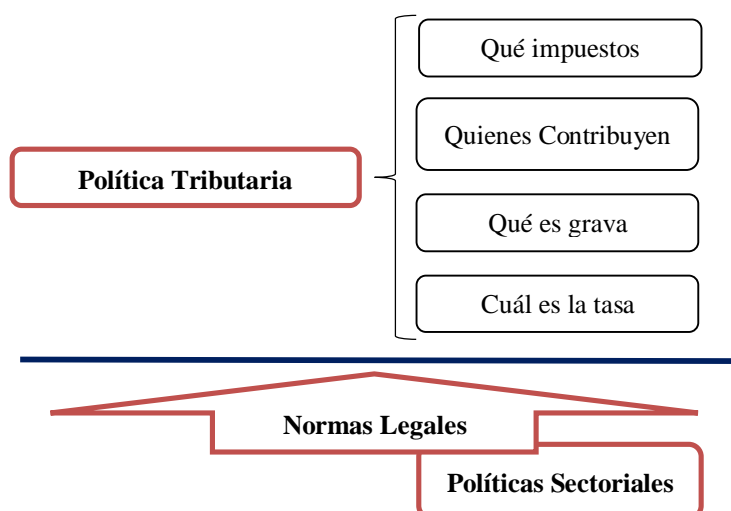 Qué impuestos
Quienes Contribuyen
Política Tributaria
Qué es grava
Cuál es la tasa
Normas Legales
Políticas Sectoriales